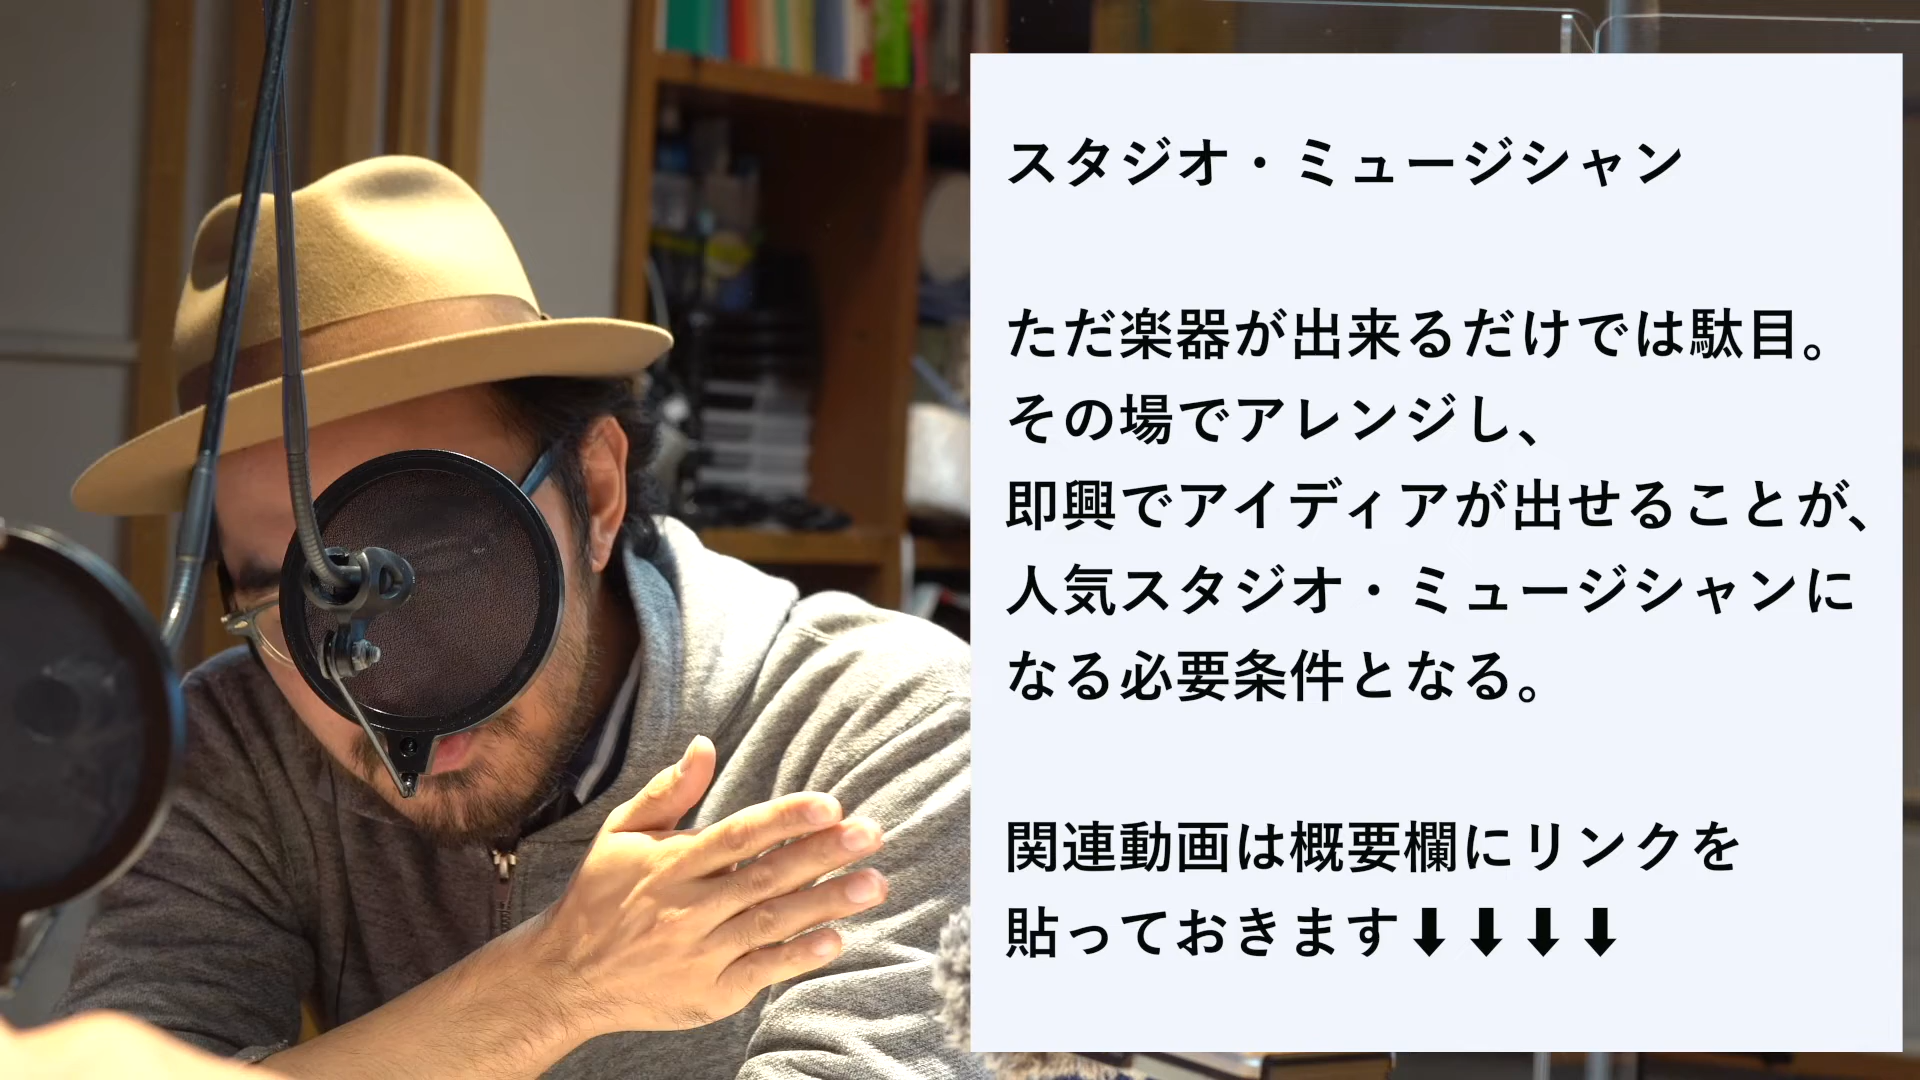 スタジオ・ミュージシャン
ただ楽器が出来るだけでは駄目。
その場でアレンジし、
即興でアイディアが出せることが、
人気スタジオ・ミュージシャンに
なる必要条件となる。
関連動画は概要欄にリンクを
貼っておきます⬇⬇⬇⬇